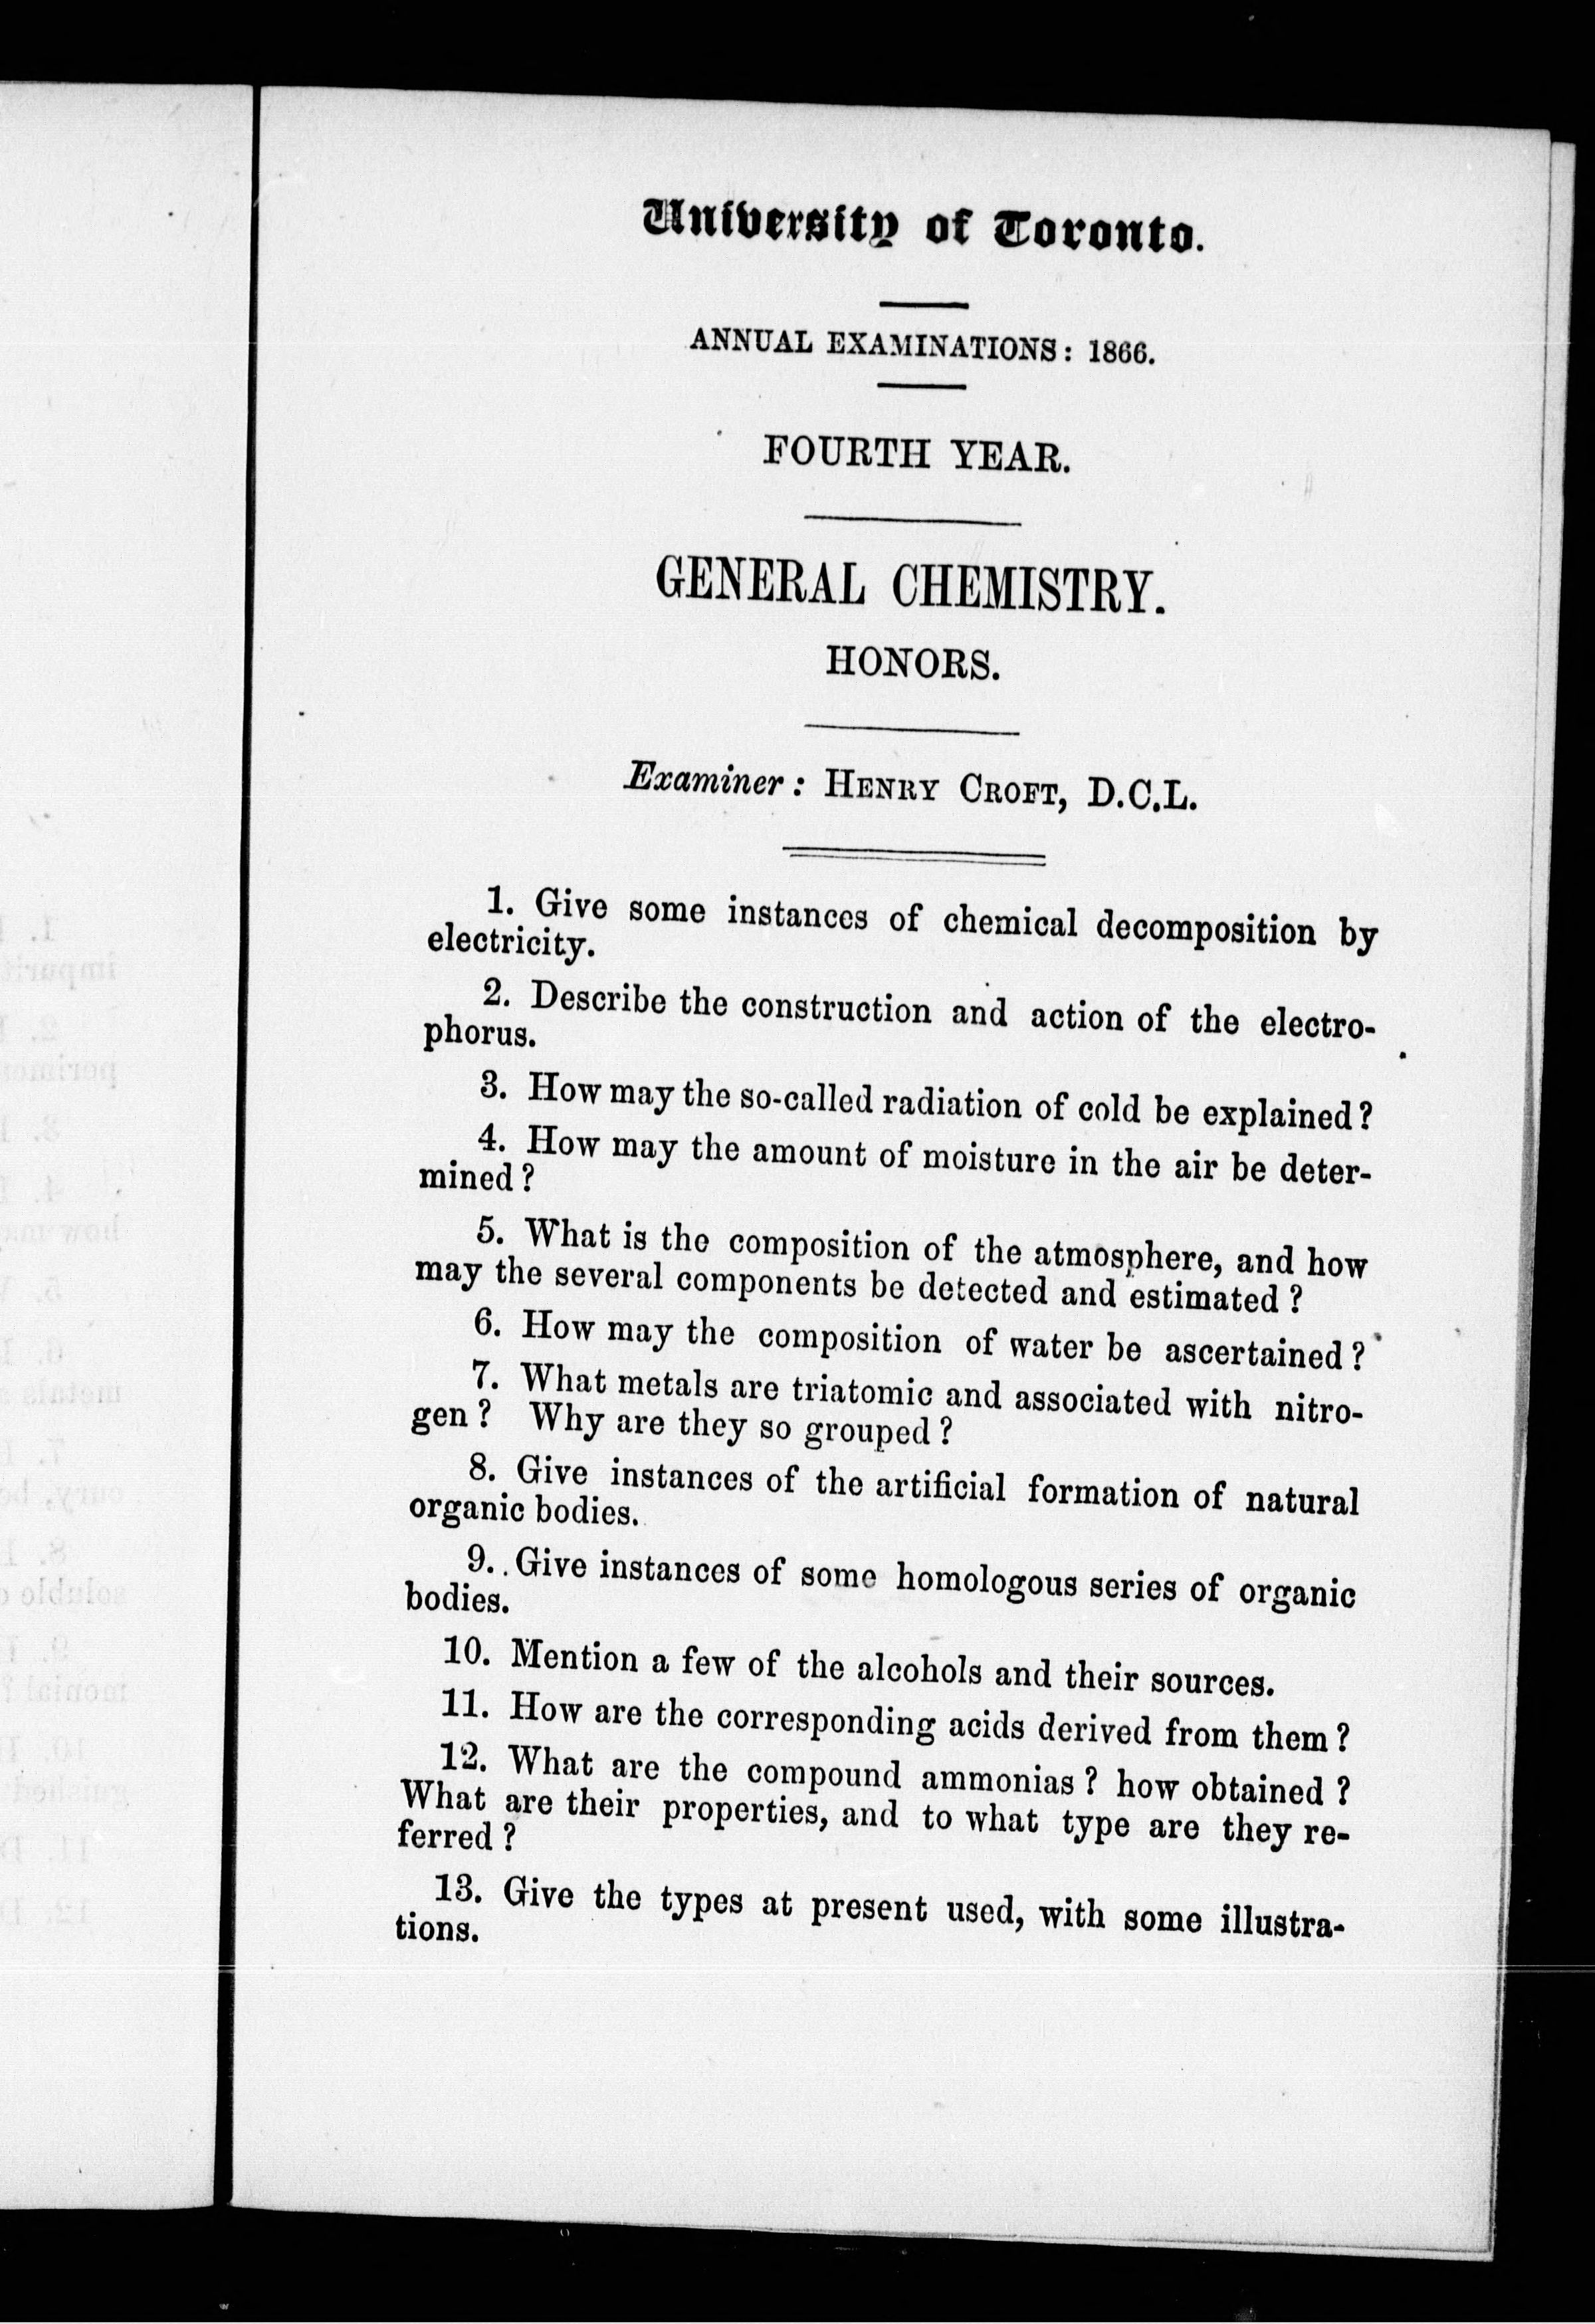 University of Toronto.
ANNUAL EXAMINATIONS: 1866.
FOURTH YEAR.
GENERAL CHEMISTRY.
HONORS.
Examiner: HENRY CROFT, D.C.L.
1. Give some instances of chemical decomposition by
electricity.
2. Describe the construction and action of the electro-
phorus.
3. How may the so-called radiation of cold be explained?
4. How may the amount of moisture in the air be deter-
mined?
5. What is the composition of the atmosphere, and how
may the several components be detected and estimated?
6. How may the composition of water be ascertained?
7. What metals are triatomic and associated with nitro-
gen? Why are they so grouped?
8. Give instances of the artificial formation of natural
organic bodies.
9. Give instances of some homologous series of organic
bodies.
10. Mention a few of the alcohols and their sources.
11. How are the corresponding acids derived from them?
12. What are the compound ammonias? how obtained?
What are their properties, and to what type are they re-
ferred?
13. Give the types at present used, with some illustra-
tions.